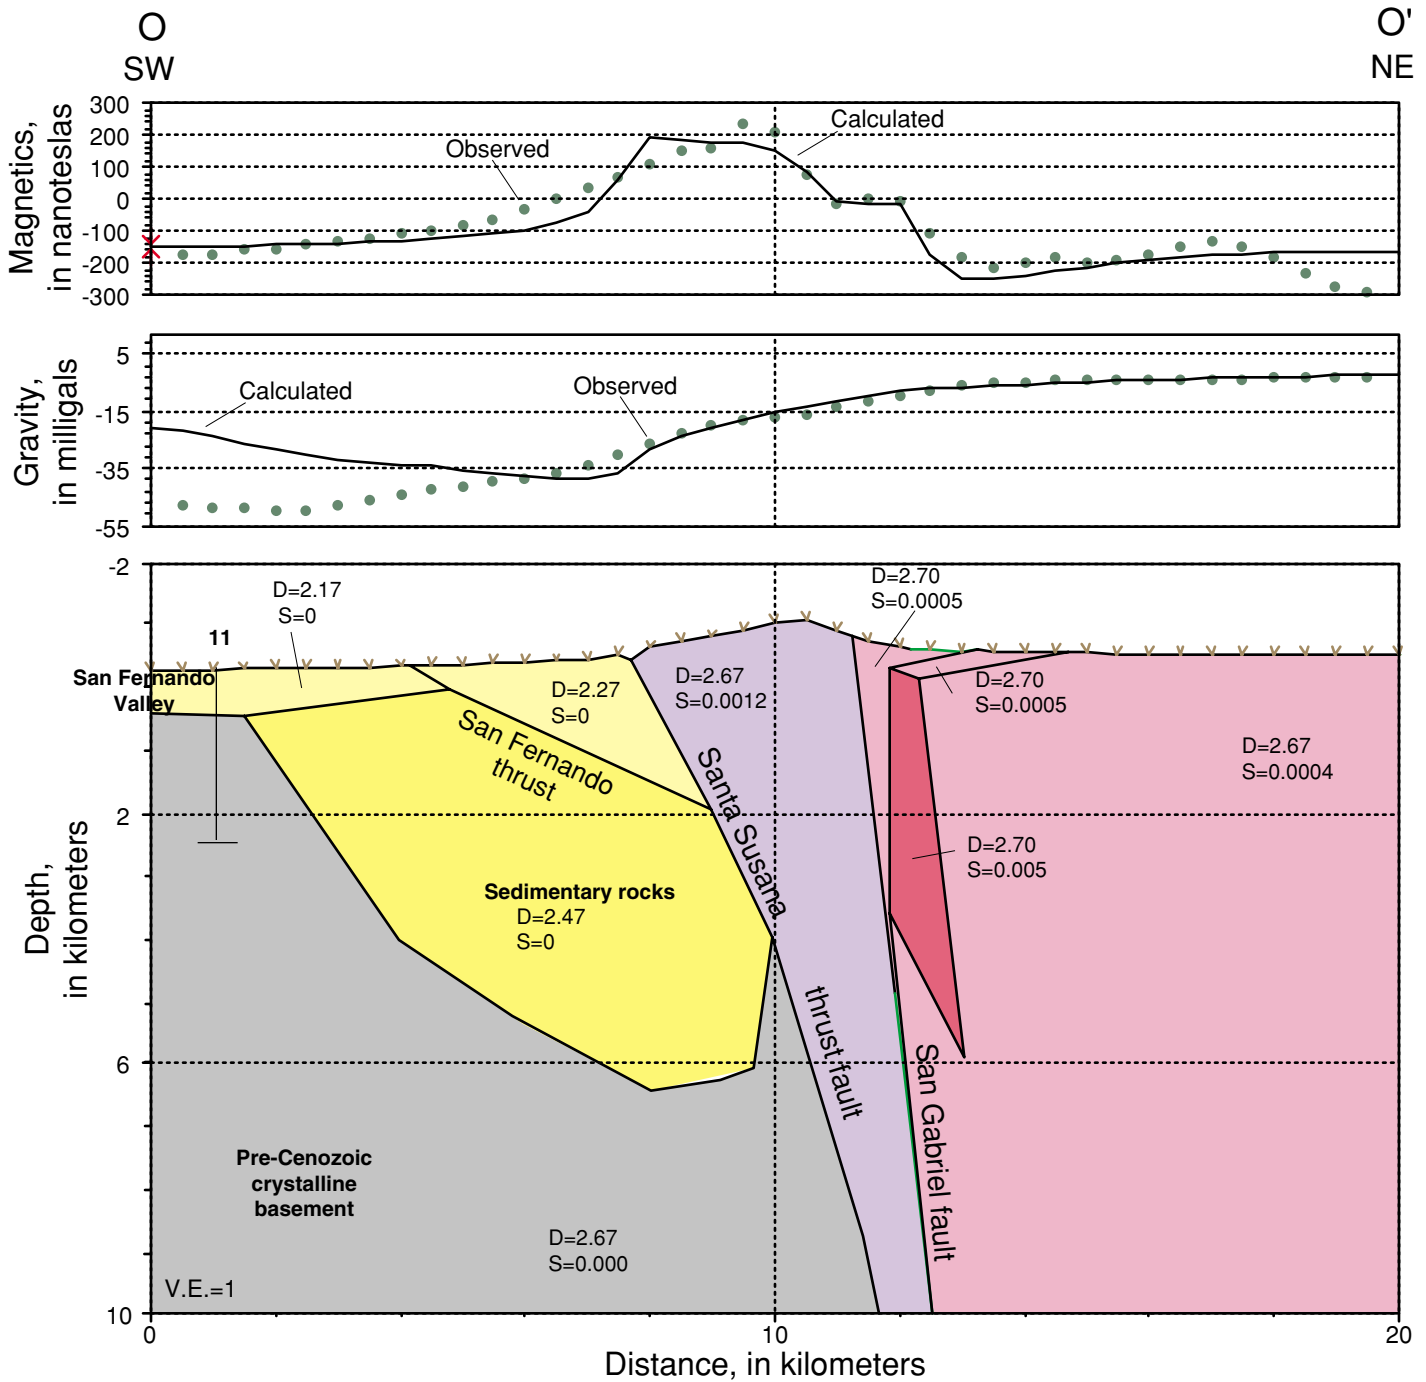 O
O'
SW
NE
Magnetics,
in nanoteslas
300
200
100
0
-100
-200
-300
Observed
Calculated
Gravity,
in milligals
5
-15
-35
-55
Calculated
Observed
Depth,
in kilometers
-2
2
6
10
D=2.17
S=0
11
San Fernando
Valley
D=2.27
S=0
San Fernando
thrust
D=2.67
S=0.0012
D=2.70
S=0.0005
D=2.70
S=0.0005
D=2.67
S=0.0004
Santa Susana
thrust fault
D=2.70
S=0.005
Sedimentary rocks
D=2.47
S=0
San Gabriel fault
Pre-Cenozoic
crystalline
basement
D=2.67
S=0.000
V.E.=1
0
10
20
Distance, in kilometers